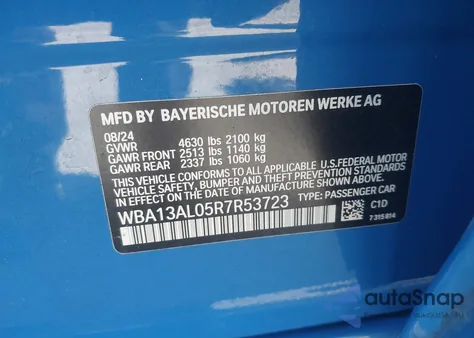 MFD BY BAYERISCHE MOTOREN WERKE AG
08/24
GVWR 4630 lbs 2100 kg
GAWR FRONT 2513 lbs 1140 kg
GAWR REAR 2337 lbs 1060 kg
THIS VEHICLE CONFORMS TO ALL APPLICABLE U.S.FEDERAL MOTOR
VEHICLE SAFETY, BUMPER, AND THEFT PREVENTION STANDARDS IN
EFFECT ON THE DATE OF MANUFACTURE SHOWN ABOVE.
WBA13AL05R7R53723 TYPE: PASSENGER CAR
C1D
7 315 814
autoSnap